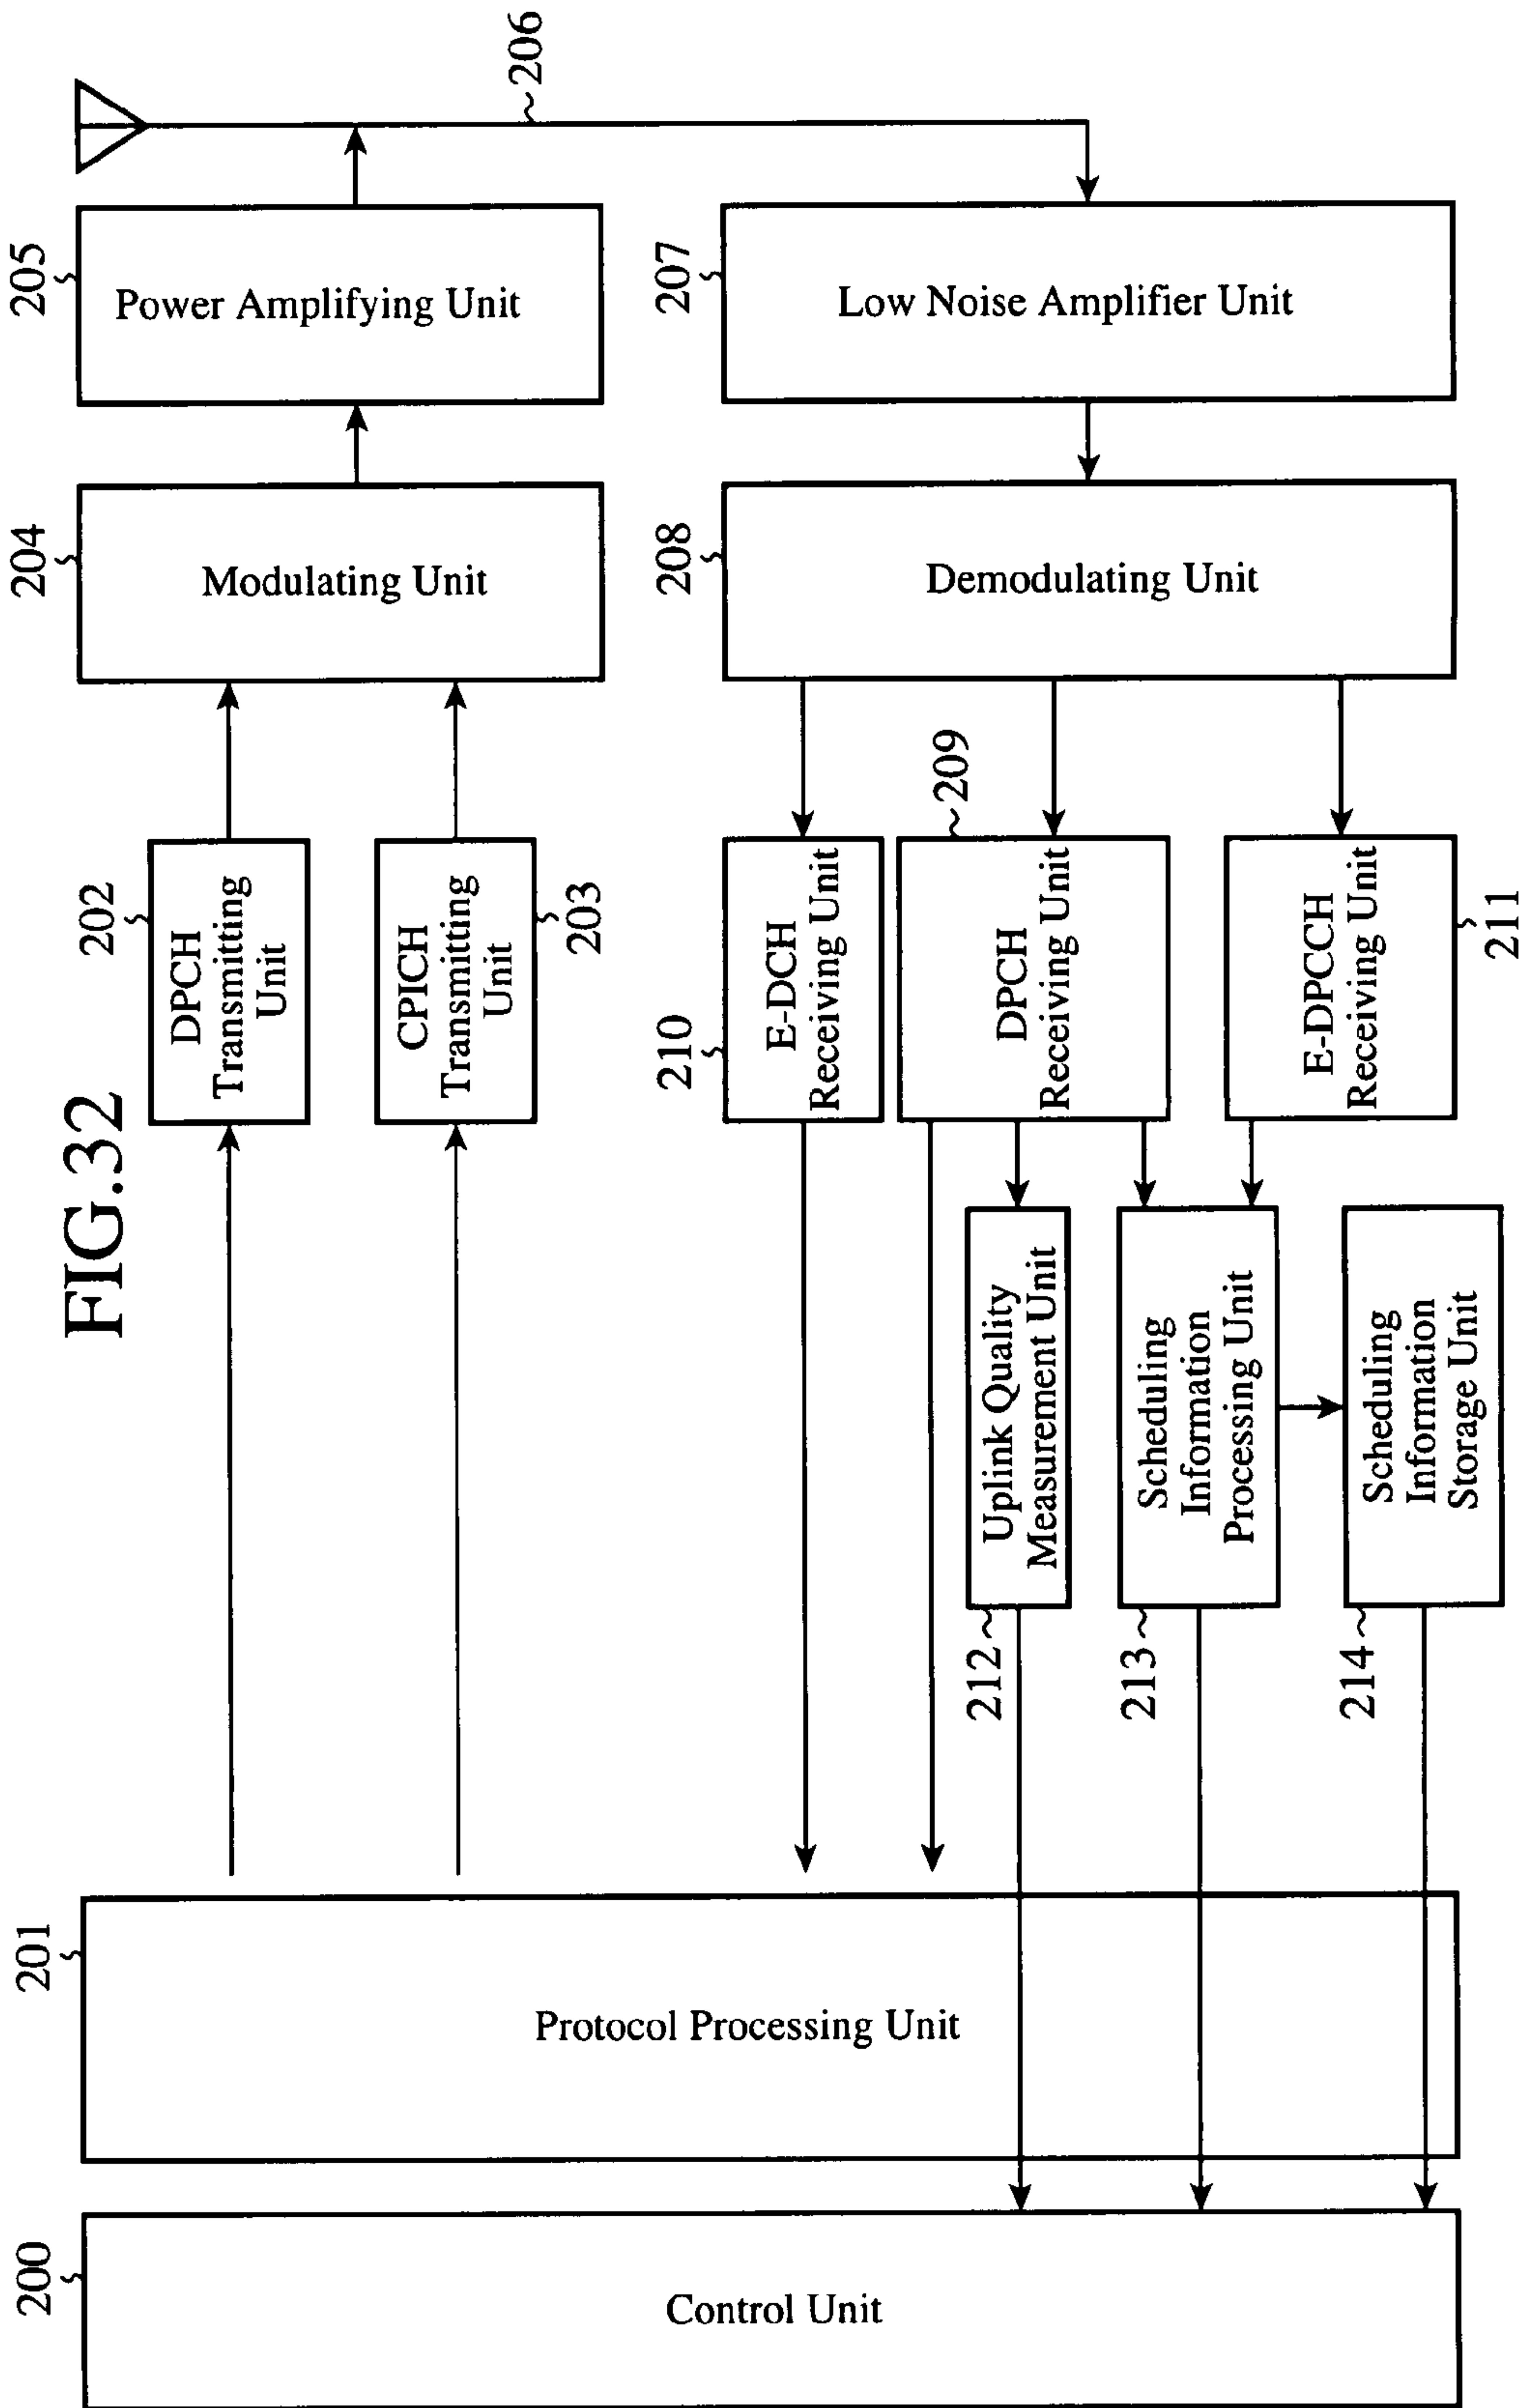 FIG.32
206
205
Power Amplifying Unit
207
Low Noise Amplifier Unit
204
Modulating Unit
208
Demodulating Unit
202
DPCH
Transmitting
Unit
CPICH
Transmitting
Unit
203
210
E-DCH
Receiving Unit
209
DPCH
Receiving Unit
E-DPCCH
Receiving Unit
211
Uplink Quality
Measurement Unit
212
Scheduling
Information
Processing Unit
213
Scheduling
Information
Storage Unit
214
201
Protocol Processing Unit
200
Control Unit